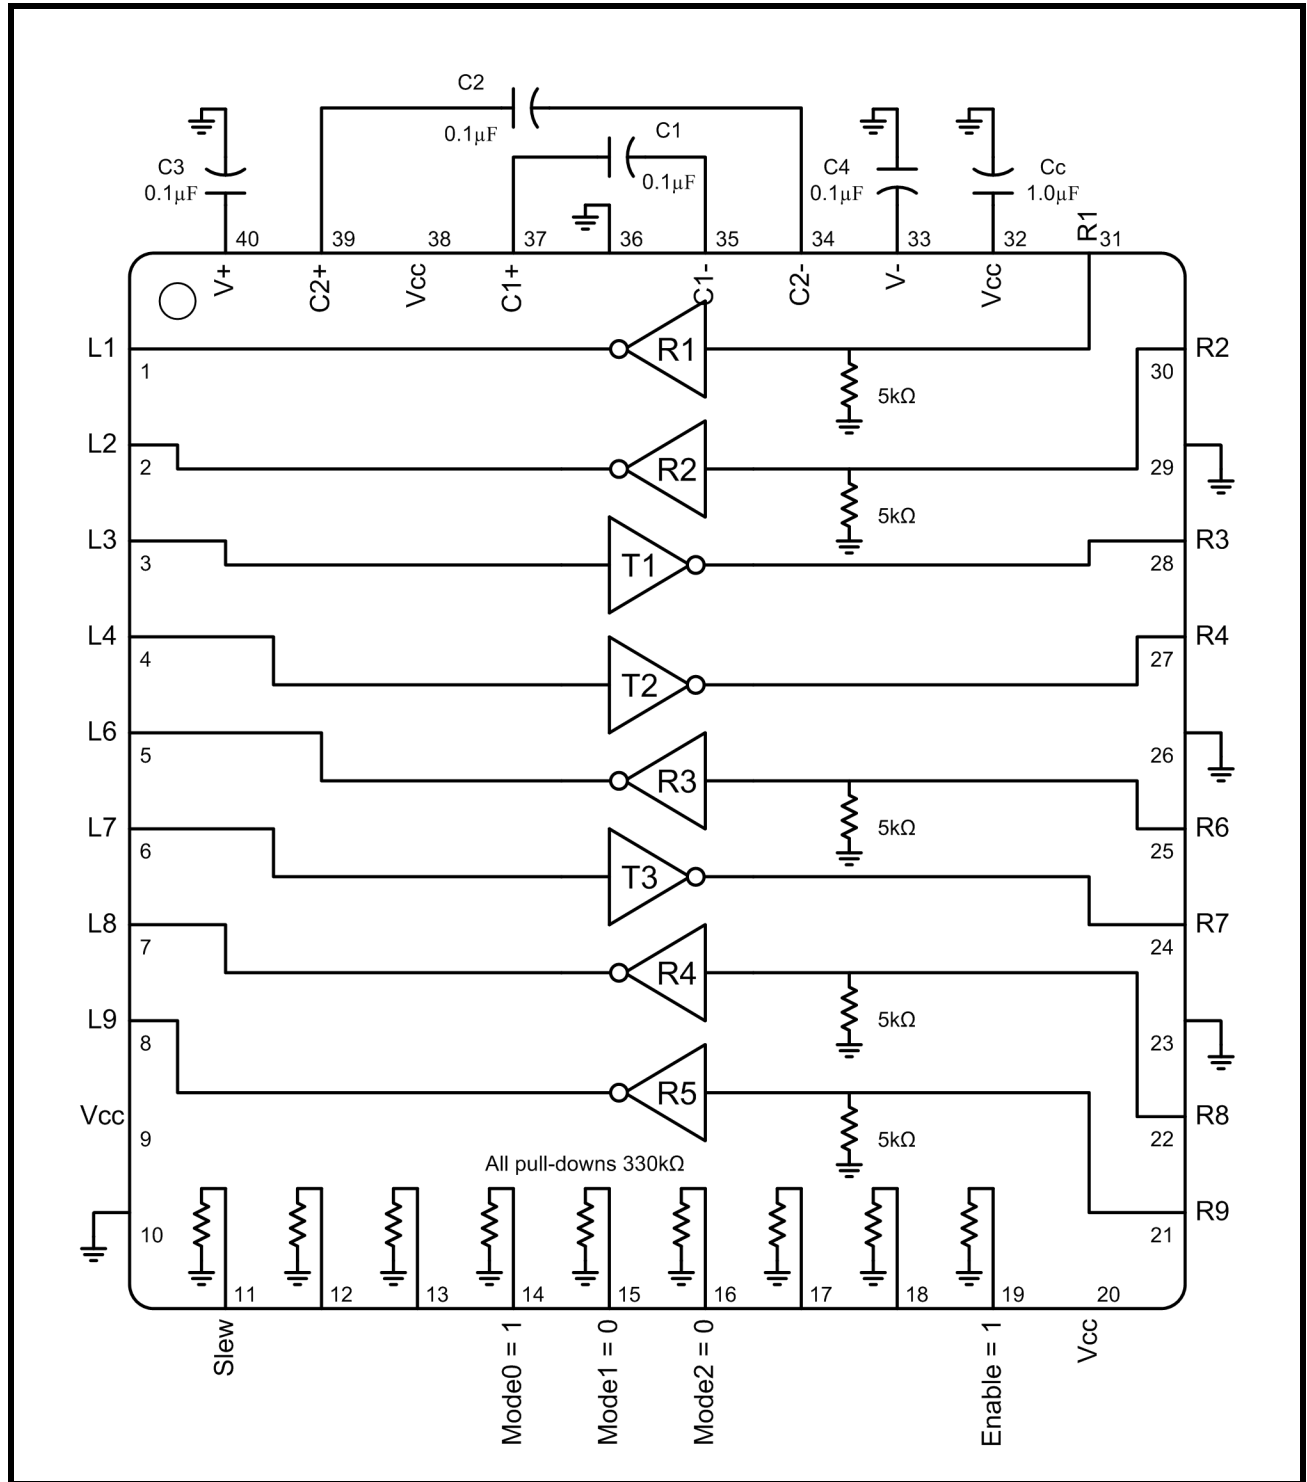 C2
0.1µF
C1
0.1µF
C3
0.1µF
C4
0.1µF
Cc
1.0µF
R1
40
39
38
37
36
35
34
33
32
31
V+
C2+
Vcc
C1+
C1-
C2-
V-
Vcc
L1
1
R1
5kΩ
30
R2
L2
2
R2
5kΩ
29
L3
3
T1
28
R3
L4
4
T2
27
R4
L6
5
R3
5kΩ
26
R6
25
L7
6
T3
R7
24
L8
7
R4
5kΩ
23
L9
8
R5
5kΩ
R8
22
Vcc
9
All pull-downs 330kΩ
R9
21
10
11
12
13
14
15
16
17
18
19
20
Slew
Mode0 = 1
Mode1 = 0
Mode2 = 0
Enable = 1
Vcc